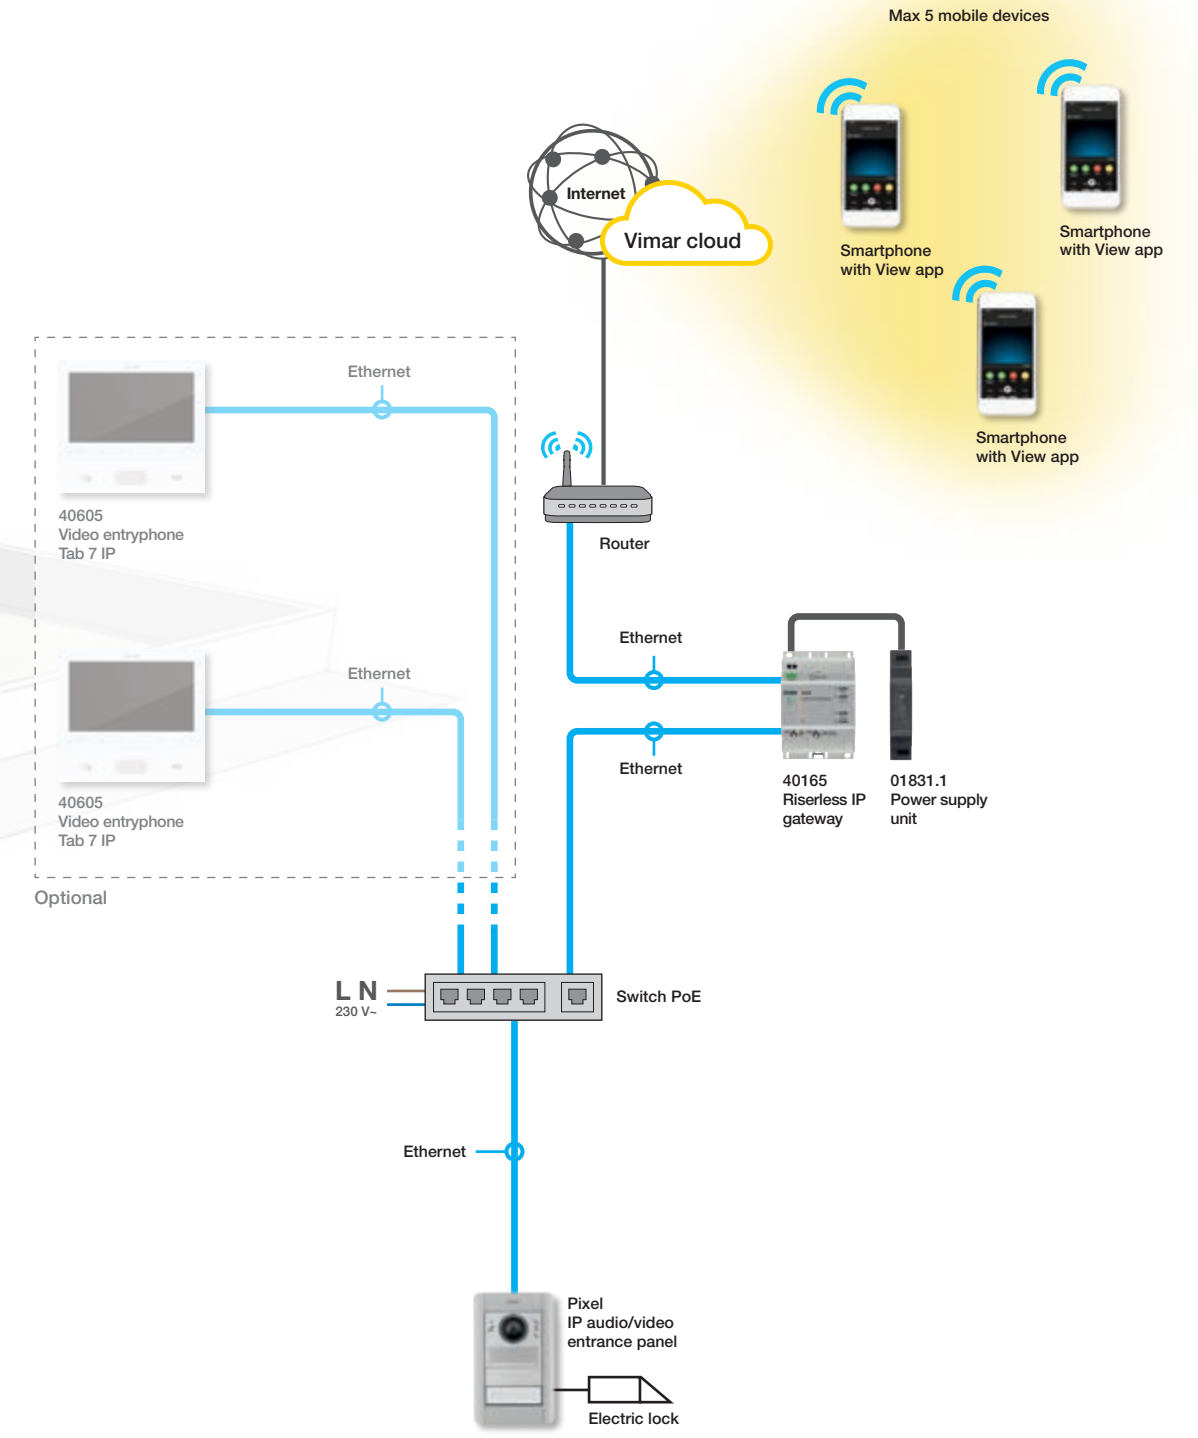 Max 5 mobile devices
Internet
Vimar cloud
Smartphone
with View app
Smartphone
with View app
Smartphone
with View app
Ethernet
40605
Video entryphone
Tab 7 IP
Router
Ethernet
Ethernet
Ethernet
40605
Video entryphone
Tab 7 IP
40165
Riserless IP
gateway
01831.1
Power supply
unit
Optional
L N
230 V~
Switch PoE
Ethernet
Pixel
IP audio/video
entrance panel
Electric lock